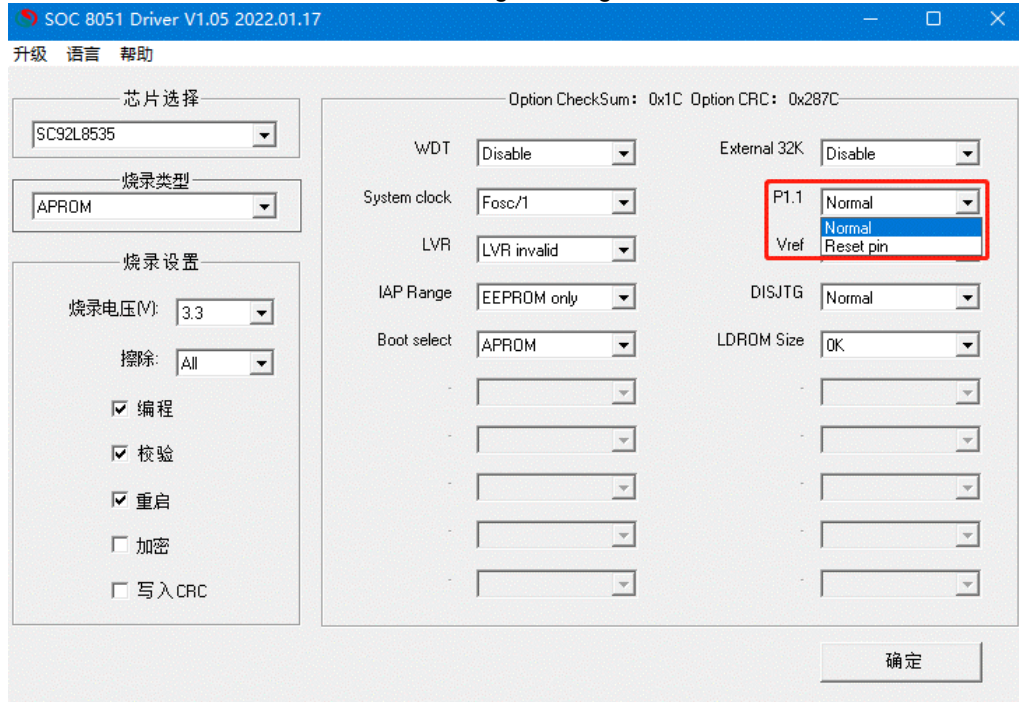 SOC 8051 Driver V1.05 2022.01.17
升级 语言 帮助
芯片选择
SC92L8535
烧录类型
APROM
烧录设置
烧录电压(V): 3.3
擦除: All
编程
校验
重启
加密
写入CRC
Option CheckSum: 0x1C Option CRC: 0x287C
WDT Disable External 32K Disable
System clock Fosc/1 P1.1 Normal
Normal
LVR LVR invalid Vref Reset pin
IAP Range EEPROM only DISJTG Normal
Boot select APROM LDROM Size 0K
- -
- -
- -
- -
- -
确定